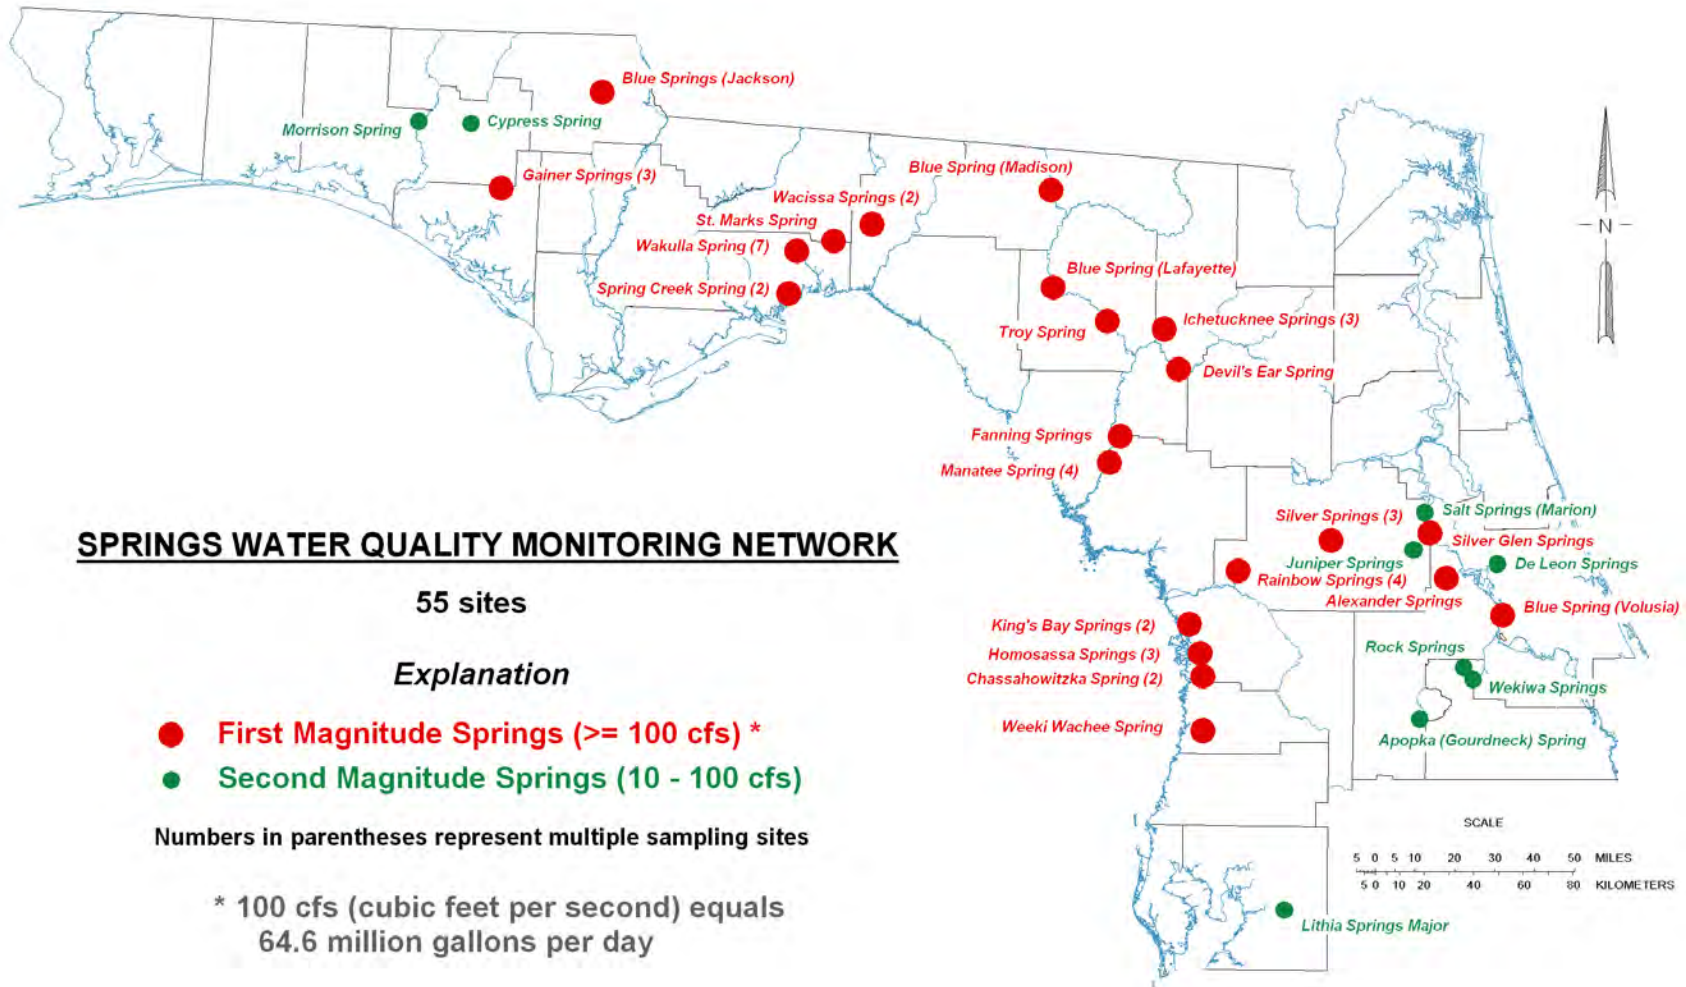 Blue Springs (Jackson)
Morrison Spring
Cypress Spring
Gainer Springs (3)
Blue Spring (Madison)
Wacissa Springs (2)
St. Marks Spring
Wakulla Spring (7)
Spring Creek Spring (2)
N
Blue Spring (Lafayette)
Troy Spring
Ichetucknee Springs (3)
Devil's Ear Spring
Fanning Springs
Manatee Spring (4)
Silver Springs (3)
Salt Springs (Marion)
Silver Glen Springs
Juniper Springs
De Leon Springs
Rainbow Springs (4)
Alexander Springs
Blue Spring (Volusia)
King's Bay Springs (2)
Homosassa Springs (3)
Chassahowitzka Spring (2)
Rock Springs
Wekiwa Springs
Weeki Wachee Spring
Apopka (Gourdneck) Spring
Lithia Springs Major
SPRINGS WATER QUALITY MONITORING NETWORK
55 sites
Explanation
First Magnitude Springs (>= 100 cfs) *
Second Magnitude Springs (10 - 100 cfs)
Numbers in parentheses represent multiple sampling sites
* 100 cfs (cubic feet per second) equals
64.6 million gallons per day
SCALE
5 0 5 10 20 30 40 50 MILES
5 0 10 20 40 60 80 KILOMETERS